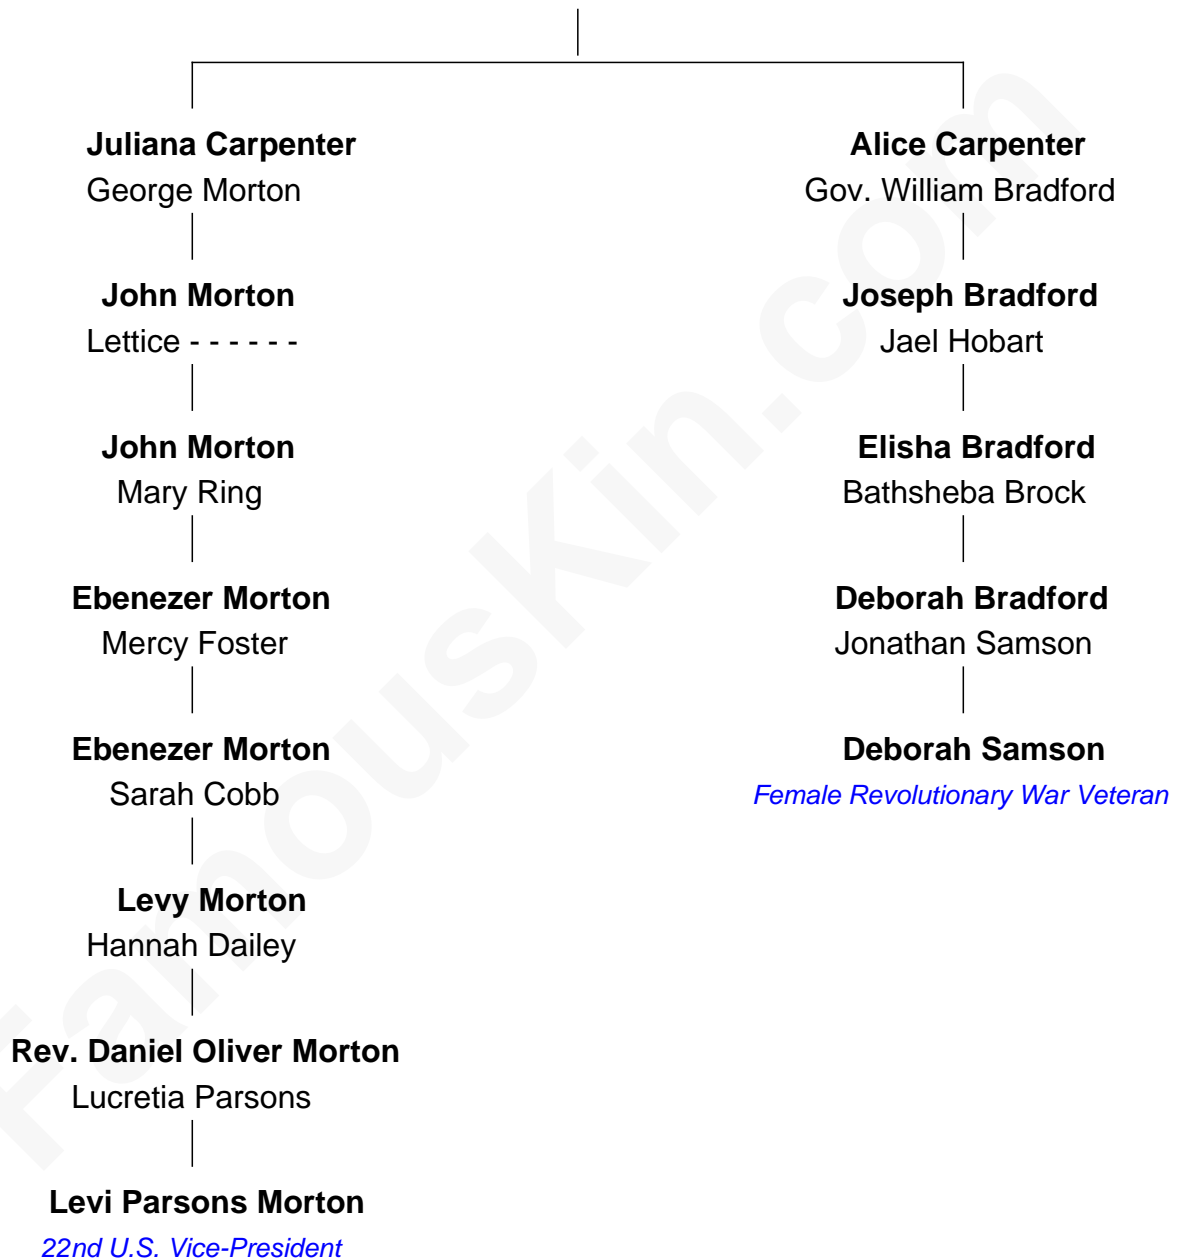 Juliana Carpenter
George Morton
John Morton
Lettice - - - - - -
John Morton
Mary Ring
Ebenezer Morton
Mercy Foster
Ebenezer Morton
Sarah Cobb
Levy Morton
Hannah Dailey
Rev. Daniel Oliver Morton
Lucretia Parsons
Levi Parsons Morton
22nd U.S. Vice-President
Alice Carpenter
Gov. William Bradford
Joseph Bradford
Jael Hobart
Elisha Bradford
Bathsheba Brock
Deborah Bradford
Jonathan Samson
Deborah Samson
Female Revolutionary War Veteran
FamousKin.com